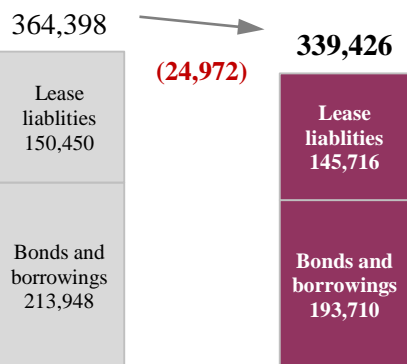 364,398
Lease
liablities
150,450
Bonds and
borrowings
213,948
(24,972)
339,426
Lease
liablities
145,716
Bonds and
borrowings
193,710